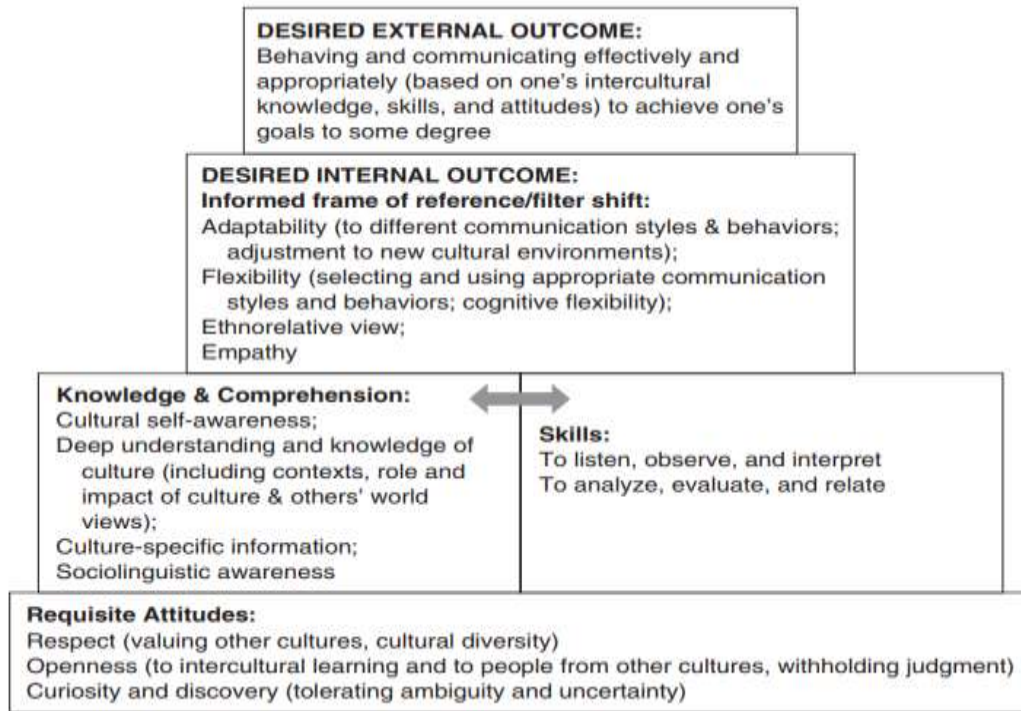 DESIRED EXTERNAL OUTCOME:
Behaving and communicating effectively and
appropriately (based on one's intercultural
knowledge, skills, and attitudes) to achieve one's
goals to some degree
DESIRED INTERNAL OUTCOME:
Informed frame of reference/filter shift:
Adaptability (to different communication styles & behaviors;
adjustment to new cultural environments);
Flexibility (selecting and using appropriate communication
styles and behaviors; cognitive flexibility);
Ethnorelative view;
Empathy
Knowledge & Comprehension:
Cultural self-awareness;
Deep understanding and knowledge of
culture (including contexts, role and
impact of culture & others' world
views);
Culture-specific information;
Sociolinguistic awareness
Skills:
To listen, observe, and interpret
To analyze, evaluate, and relate
Requisite Attitudes:
Respect (valuing other cultures, cultural diversity)
Openness (to intercultural learning and to people from other cultures, withholding judgment)
Curiosity and discovery (tolerating ambiguity and uncertainty)